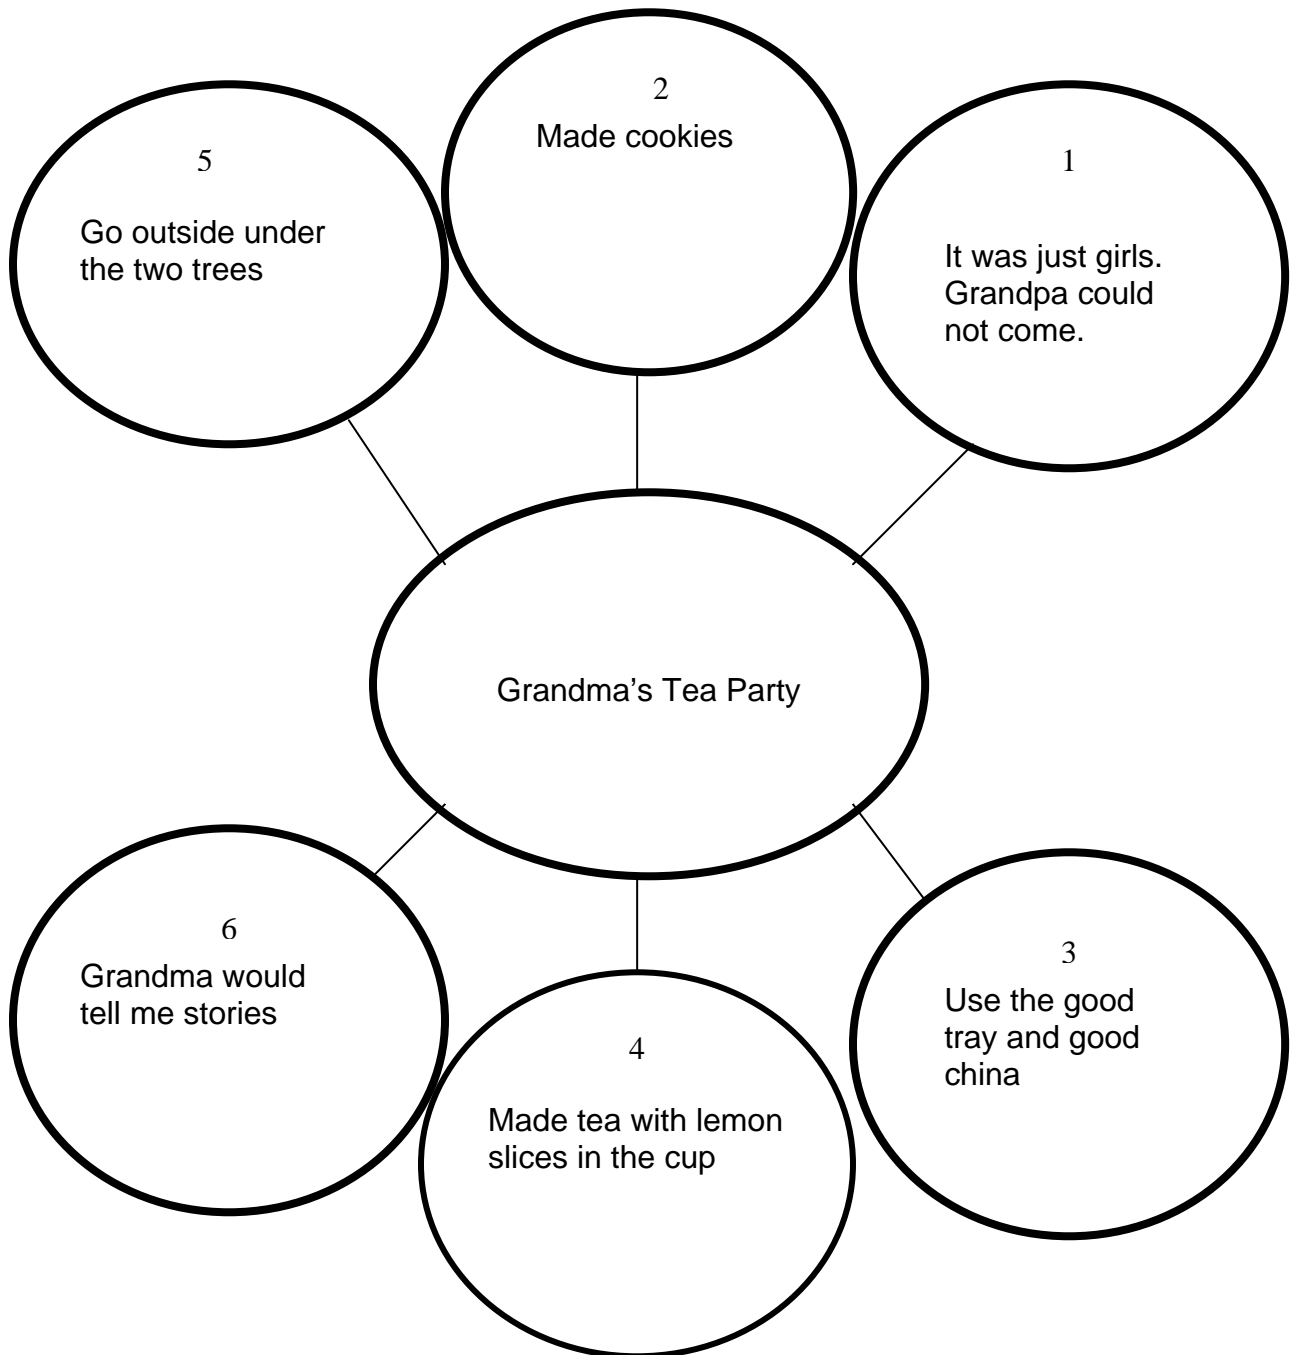 2
Made cookies
5
Go outside under
the two trees
1
It was just girls.
Grandpa could
not come.
Grandma’s Tea Party
6
Grandma would
tell me stories
4
Made tea with lemon
slices in the cup
3
Use the good
tray and good
china